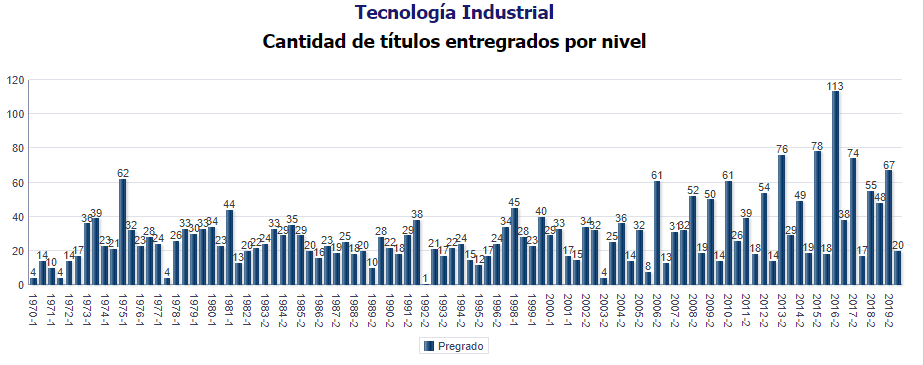 Tecnología Industrial
Cantidad de títulos entregrados por nivel
120
100
80
60
40
20
0
4 14 10 4 14 17 36 39 23 21 62 32 23 28 24 4 26 33 30 33 34 23 44 13 20 22 24 33 29 35 29 20 16 23 19 25 18 20 10 28 22 18 29 38 1 21 17 22 24 15 12 17 24 34 45 28 23 40 29 33 17 15 34 32 4 25 36 14 32 8 61 13 31 32 52 19 50 14 61 26 39 18 54 14 76 29 49 19 78 18 113 38 74 17 55 48 67 20
1970 -1 1971 -1 1972 -1 1973 -1 1974 -1 1975 -1 1976 -1 1977 -1 1978 -1 1979 -1 1980 -1 1981 -1 1982 -1 1983 -2 1984 -2 1985 -2 1986 -2 1987 -2 1988 -2 1989 -2 1990 -2 1991 -2 1992 -2 1993 -2 1994 -2 1995 -2 1996 -2 1998 -1 1999 -1 2000 -1 2001 -1 2002 -2 2003 -2 2004 -2 2005 -2 2006 -2 2007 -2 2008 -2 2009 -2 2010 -2 2011 -2 2012 -2 2013 -2 2014 -2 2015 -2 2016 -2 2017 -2 2018 -2 2019 -2
Pregrado